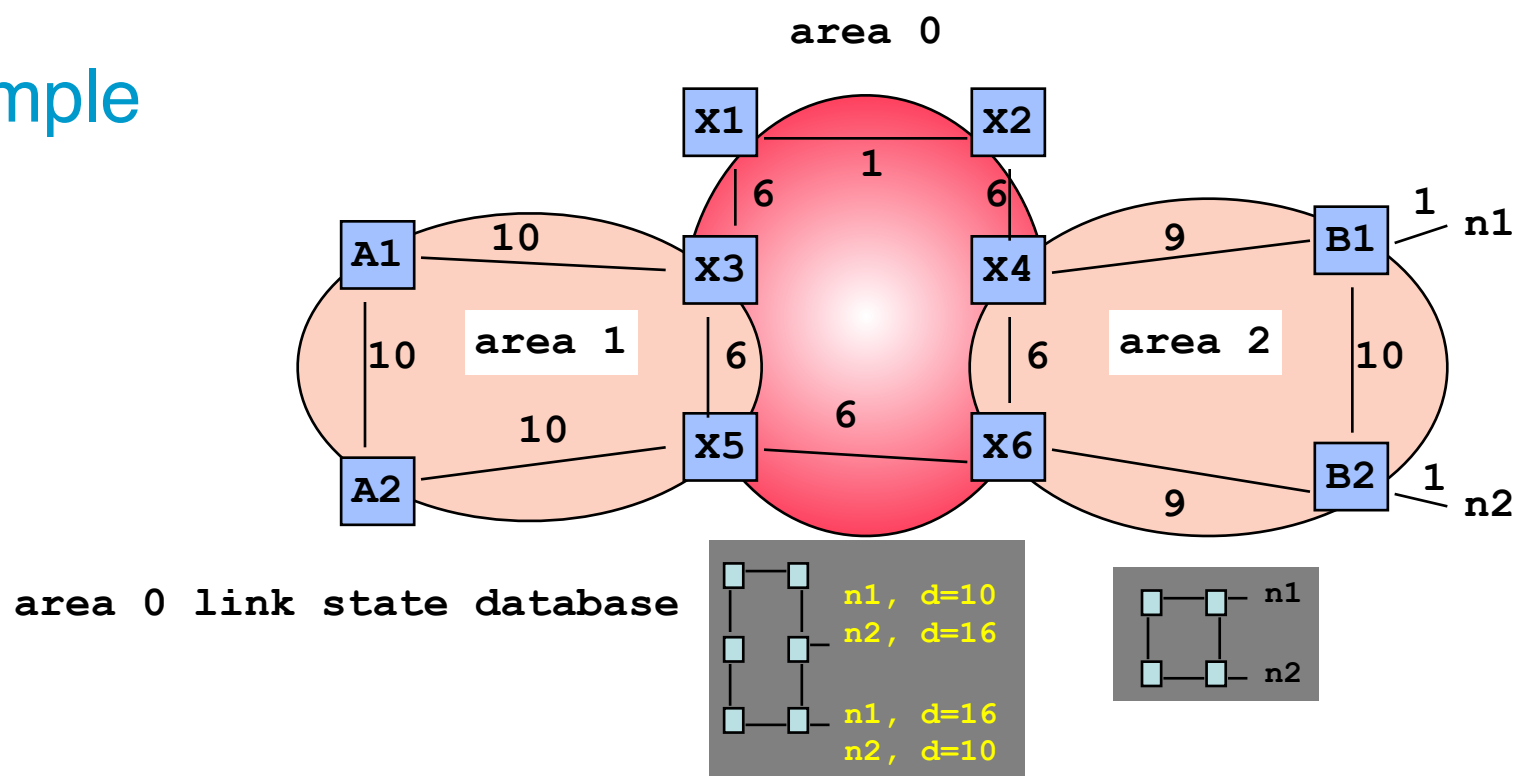 area 0
mple
X1
X2
1
6
6
1
n1
A1
10
X3
X4
9
B1
area 1
area 2
10
6
6
10
10
6
X5
X6
B2
1
A2
9
n2
area 0 link state database
n1, d=10
n2, d=16
n1, d=16
n2, d=10
n1
n2